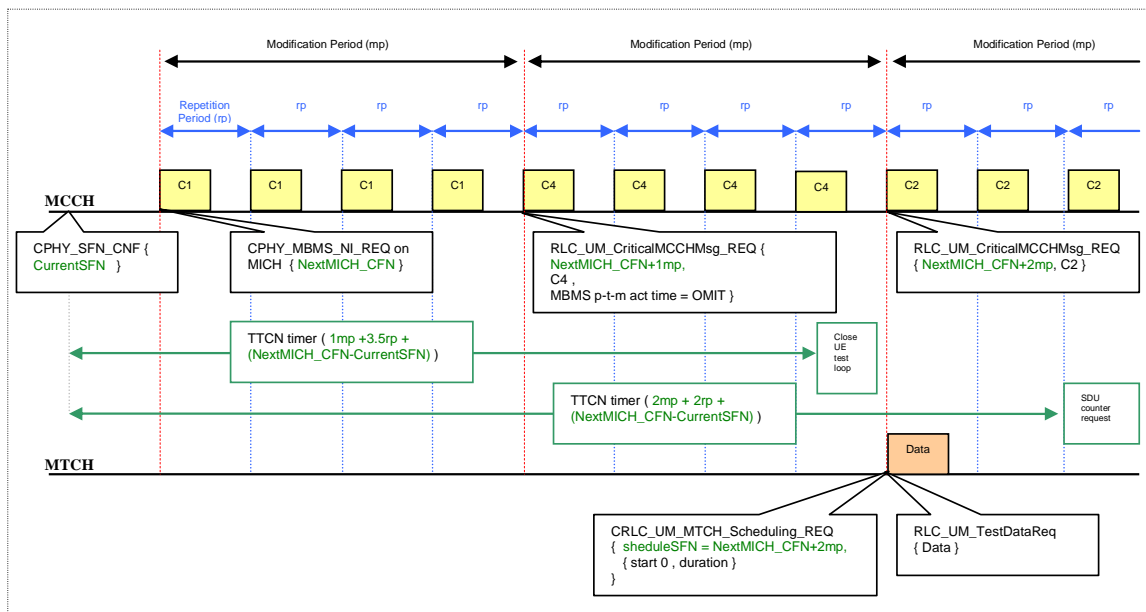 Modification Period (mp)
Modification Period (mp)
Modification Period (mp)
Repetition
Period (rp)
rp
rp
rp
rp
rp
rp
rp
rp
rp
rp
C1
C1
C1
C1
C4
C4
C4
C4
C2
C2
C2
MCCH
CPHY_SFN_CNF {
CurrentSFN }
CPHY_MBMS_NI_REQ on
MICH { NextMICH_CFN }
RLC_UM_CriticalMCCHMsg_REQ {
NextMICH_CFN+1mp,
C4 ,
MBMS p-t-m act time = OMIT }
RLC_UM_CriticalMCCHMsg_REQ
{ NextMICH_CFN+2mp, C2 }
TTCN timer ( 1mp +3.5rp +
(NextMICH_CFN-CurrentSFN) )
Close
UE
test
loop
TTCN timer ( 2mp + 2rp +
(NextMICH_CFN-CurrentSFN) )
SDU
counter
request
Data
MTCH
CRLC_UM_MTCH_Scheduling_REQ
{ sheduleSFN = NextMICH_CFN+2mp,
{ start 0 , duration }
}
RLC_UM_TestDataReq
{ Data }